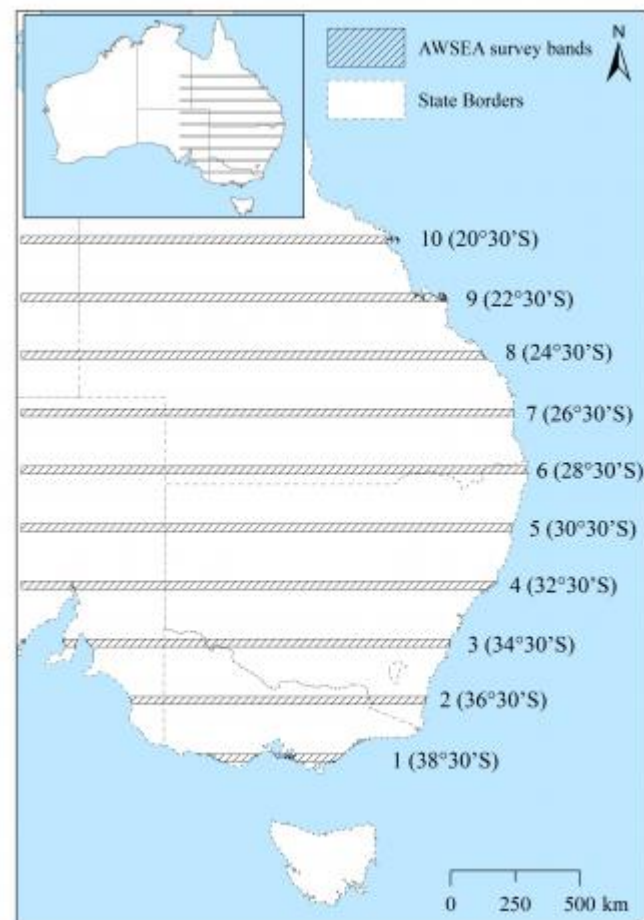 AWSEA survey bands
State Borders
N
10 (20°30’S)
9 (22°30’S)
8 (24°30’S)
7 (26°30’S)
6 (28°30’S)
5 (30°30’S)
4 (32°30’S)
3 (34°30’S)
2 (36°30’S)
1 (38°30’S)
0 250 500 km